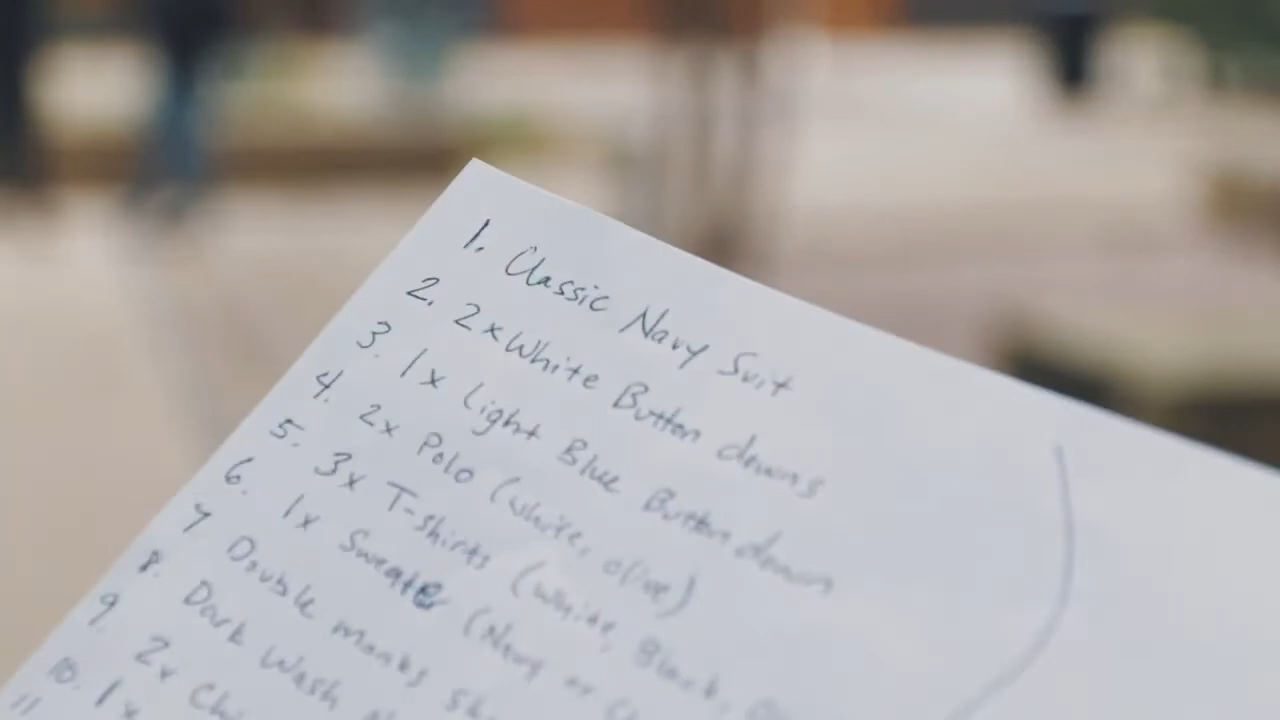 1. Classic Navy Suit
2. 2x White Button downs
3. 1x Light Blue Button down
4. 2x Polo (white, olive)
5. 3x T-shirts (white, Black,
6. 1x Sweater (Navy or
7 Double monks
8. Dark Wash
9 2x
10. 1x
11